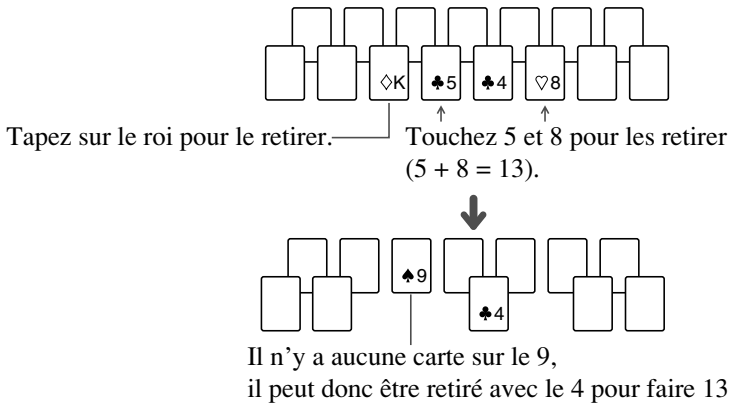 ♢K ♣5 ♣4 ♡8
Tapez sur le roi pour le retirer.
Touchez 5 et 8 pour les retirer
(5 + 8 = 13).
♠9
♣4
Il n'y a aucune carte sur le 9,
il peut donc être retiré avec le 4 pour faire 13